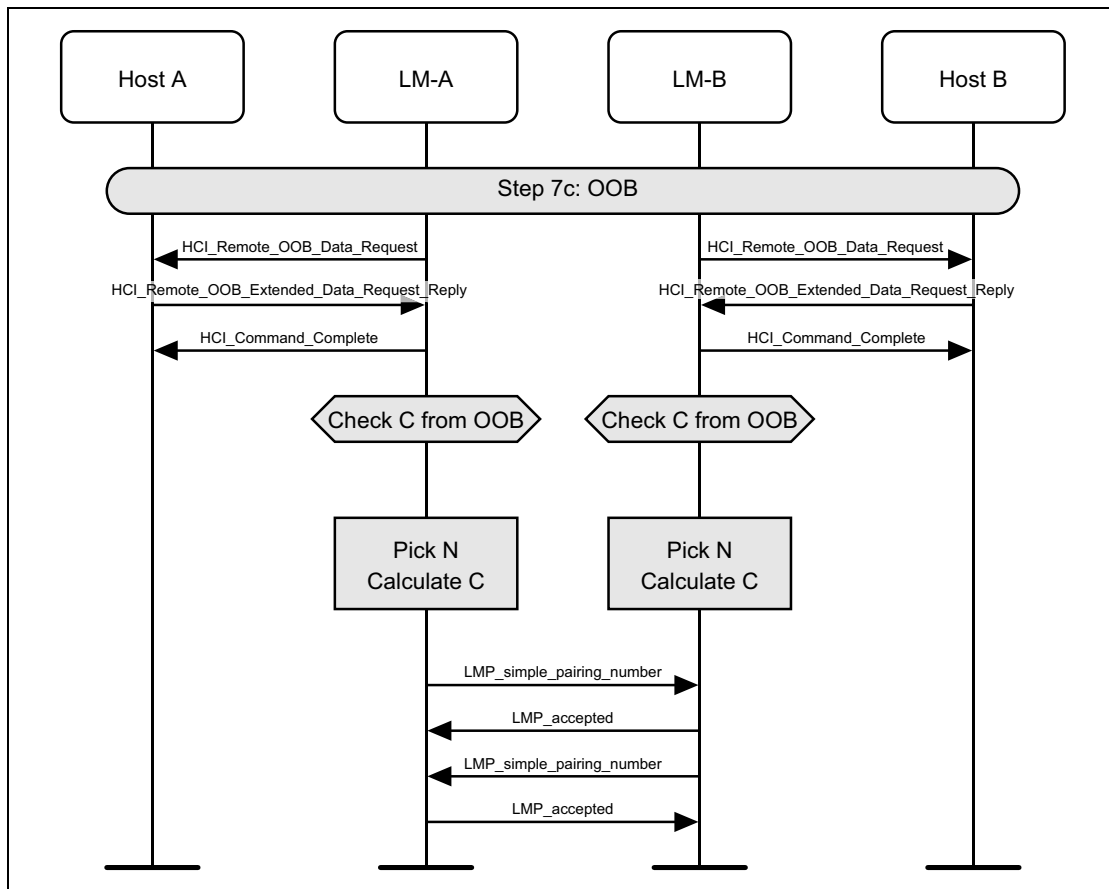 Host A
LM-A
LM-B
Host B
Step 7c: OOB
HCI_Remote_OOB_Data_Request
HCI_Remote_OOB_Data_Request
HCI_Remote_OOB_Extended_Data_Request_Reply
HCI_Remote_OOB_Extended_Data_Request_Reply
HCI_Command_Complete
HCI_Command_Complete
Check C from OOB
Check C from OOB
Pick N
Calculate C
Pick N
Calculate C
LMP_simple_pairing_number
LMP_accepted
LMP_simple_pairing_number
LMP_accepted